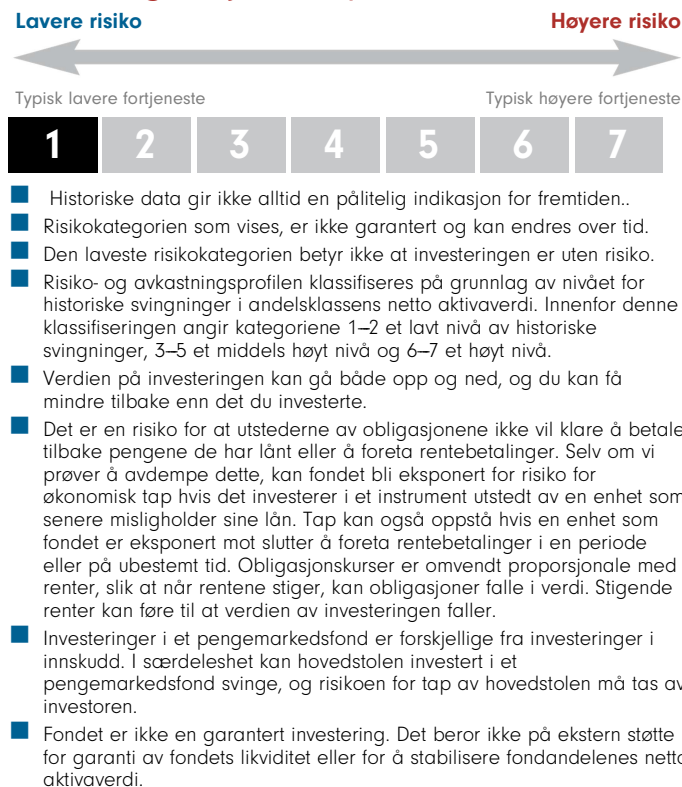 Lavere risiko Høyere risiko
Typisk lavere fortjeneste Typisk høyere fortjeneste
1 2 3 4 5 6 7
Historiske data gir ikke alltid en pålitelig indikasjon for fremtiden..
Risikokategorien som vises, er ikke garantert og kan endres over tid.
Den laveste risikokategorien betyr ikke at investeringen er uten risiko.
Risiko- og avkastningsprofilen klassifiseres på grunnlag av nivået for
historiske svingninger i andelsklassens netto aktivaverdi. Innenfor denne
klassifiseringen angir kategoriene 1–2 et lavt nivå av historiske
svingninger, 3–5 et middels høyt nivå og 6–7 et høyt nivå.
Verdien på investeringen kan gå både opp og ned, og du kan få
mindre tilbake enn det du investerte.
Det er en risiko for at utstederne av obligasjonene ikke vil klare å betale
tilbake pengene de har lånt eller å foreta rentebetalinger. Selv om vi
prøver å avdempe dette, kan fondet bli eksponert for risiko for
økonomisk tap hvis det investerer i et instrument utstedt av en enhet som
senere misligholder sine lån. Tap kan også oppstå hvis en enhet som
fondet er eksponert mot slutter å foreta rentebetalinger i en periode
eller på ubestemt tid. Obligasjonskurser er omvendt proporsjonale med
renter, slik at når rentene stiger, kan obligasjoner falle i verdi. Stigende
renter kan føre til at verdien av investeringen faller.
Investeringer i et pengemarkedsfond er forskjellige fra investeringer i
innskudd. I særdeleshet kan hovedstolen investert i et
pengemarkedsfond svinge, og risikoen for tap av hovedstolen må tas av
investoren.
Fondet er ikke en garantert investering. Det beror ikke på ekstern støtte
for garanti av fondets likviditet eller for å stabilisere fondandelenes netto
aktivaverdi.